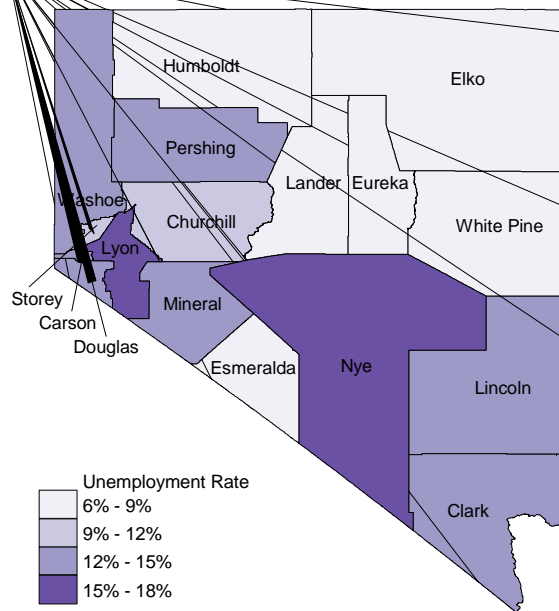 Humboldt
Elko
Pershing
Lander
Eureka
Washoe
Churchill
White Pine
Lyon
Storey
Mineral
Carson
Douglas
Esmeralda
Nye
Lincoln
Unemployment Rate
6% - 9%
9% - 12%
12% - 15%
15% - 18%
Clark